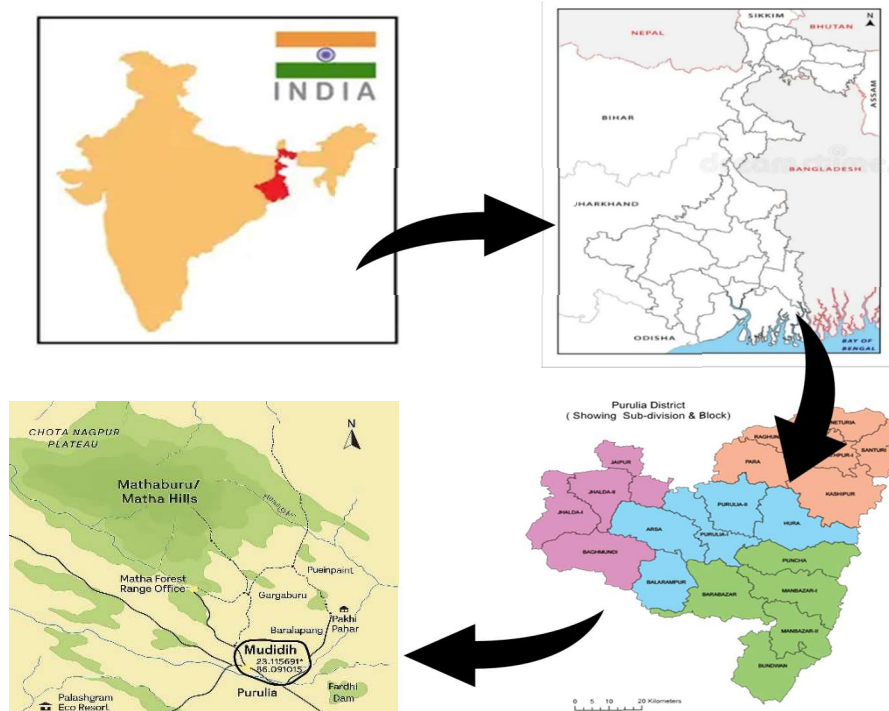 INDIA
SIKKIM
N
NEPAL
BHUTAN
ASSAM
BIHAR
BANGLADESH
JHARKHAND
ODISHA
BAY OF
BENGAL
Purulia District
( Showing Sub-division & Block)
NETURIA
RAGHUN
THPUR-I
SANTURI
PARA
KASHIPUR
JAIPUR
JHALDA-II
JHALDA-I
PURULIA-II
ARSA
HURA
PURULIA-I
BAGHMUNDI
PUNCHA
BALARAMPUR
BARABAZAR
MANBAZAR-I
MANBAZAR-II
BUNDWAN
0 5 10 20 Kilometers
CHOTA NAGPUR
PLATEAU
N
Mathaburu/
Matha Hills
Matha Forest
Range Office
Pueinpaint
Gargaburu
Pakhi
Pahar
Baralapang
Mudidih
23.115691°
86.091015
Purulia
Fardhi
Dam
Palashgram
Eco Resort